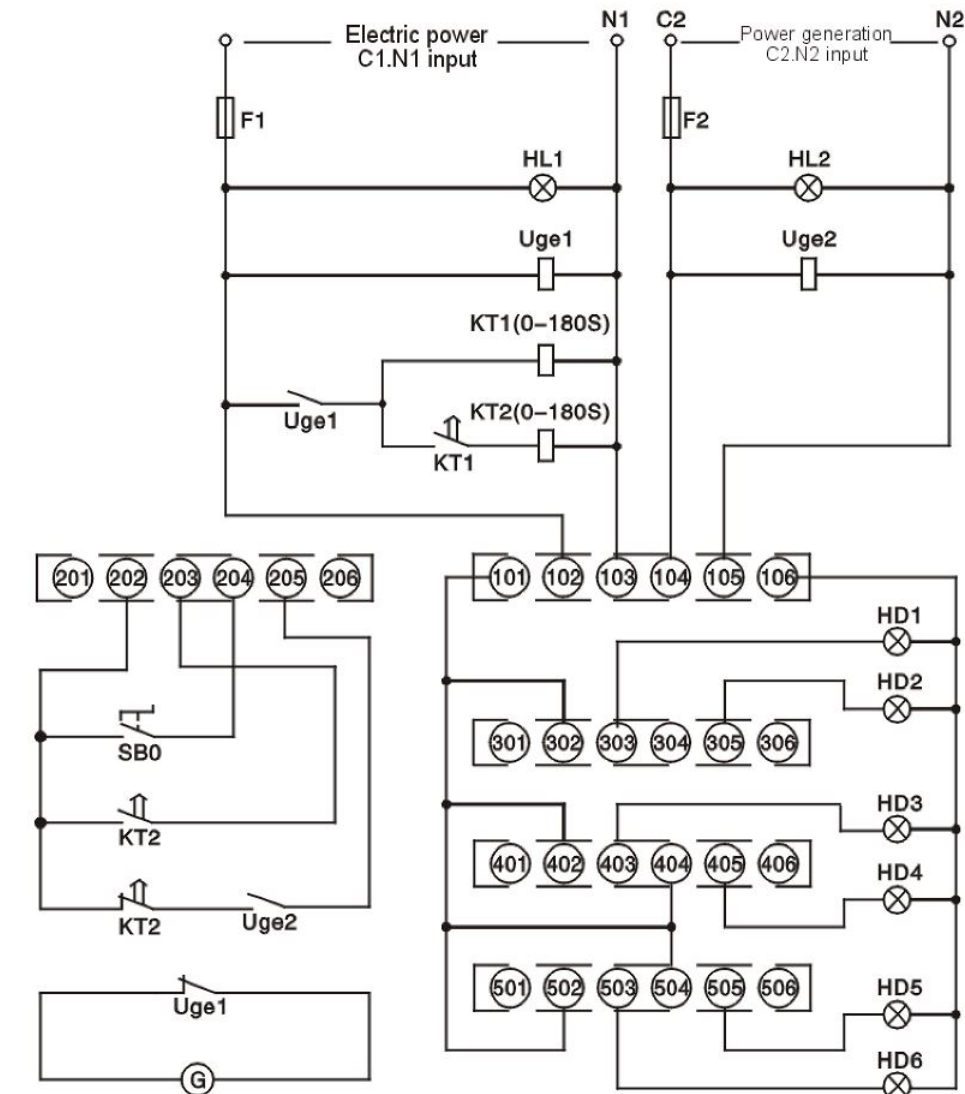 N1 C2 N2
Electric power
C1.N1 input
Power generation
C2.N2 input
F1 F2
HL1 HL2
Uge1 Uge2
KT1(0-180S)
Uge1
KT2(0-180S)
KT1
201 202 203 204 205 206
101 102 103 104 105 106
HD1
HD2
SB0
301 302 303 304 305 306
HD3
KT2
401 402 403 404 405 406
HD4
KT2 Uge2
501 502 503 504 505 506
HD5
Uge1
HD6
G